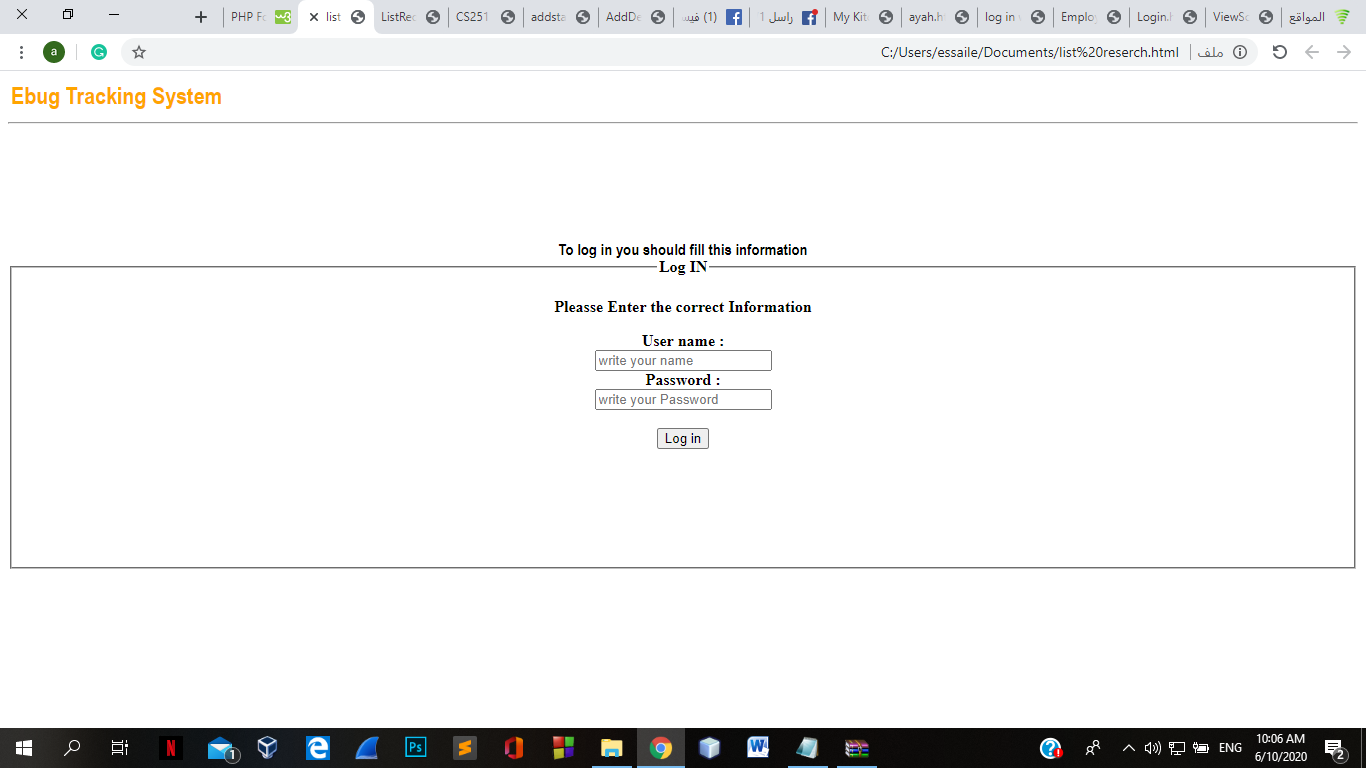 PHP Fo
list
ListRec
CS251
addsta
AddDe
(1) فيس
راسل 1
My Kit
ayah.h
log in
Emplo
Login.l
ViewSc
المواقع
a
C:/Users/essaile/Documents/list%20reserch.html
ملف
Ebug Tracking System
To log in you should fill this information
Log IN
Pleasse Enter the correct Information
User name :
write your name
Password :
write your Password
Log in
N
1
Ps
W
ENG
10:06 AM
6/10/2020
2